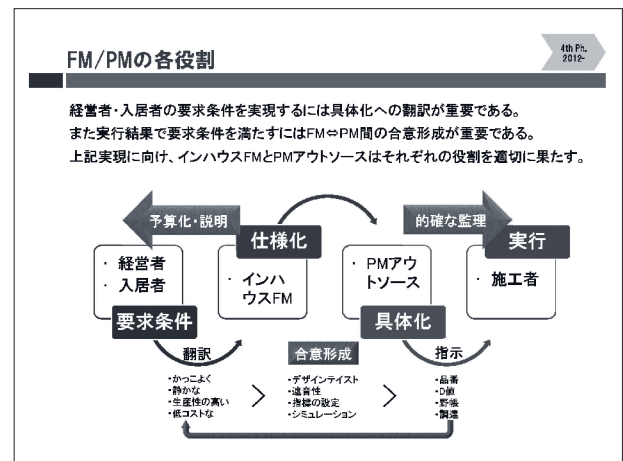 FM/PMの各役割
4th Ph.
2012-
経営者・入居者の要求条件を実現するには具体化への翻訳が重要である。
また実行結果で要求条件を満たすにはFM⇔PM間の合意形成が重要である。
上記実現に向け、インハウスFMとPMアウトソースはそれぞれの役割を適切に果たす。
予算化・説明
仕様化
的確な監理
実行
・ 経営者
・ 入居者
・ インハ
ウスFM
・ PMアウ
トソース
・ 施工者
要求条件
具体化
翻訳
合意形成
指示
・かっこよく
・静かな
・生産性の高い
・低コストな
・デザインテイスト
・遮音性
・指標の設定
・シミュレーション
・品番
・D値
・野帳
・調達